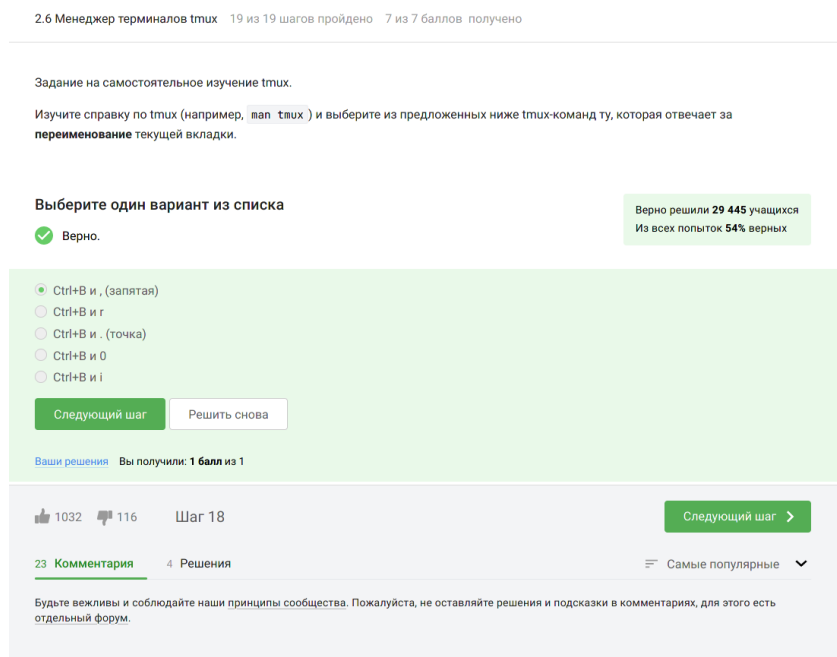 2.6 Менеджер терминалов tmux 19 из 19 шагов пройдено 7 из 7 баллов получено
Задание на самостоятельное изучение tmux.
Изучите справку по tmux (например, man tmux ) и выберите из предложенных ниже tmux-команд ту, которая отвечает за
переименование текущей вкладки.
Выберите один вариант из списка
Верно.
Верно решили 29 445 учащихся
Из всех попыток 54% верных
Ctrl+B и , (запятая)
Ctrl+B и r
Ctrl+B и . (точка)
Ctrl+B и 0
Ctrl+B и i
Следующий шаг Решить снова
Ваши решения Вы получили: 1 балл из 1
1032 116 Шаг 18 Следующий шаг
23 Комментария 4 Решения Самые популярные
Будьте вежливы и соблюдайте наши принципы сообщества. Пожалуйста, не оставляйте решения и подсказки в комментариях, для этого есть
отдельный форум.